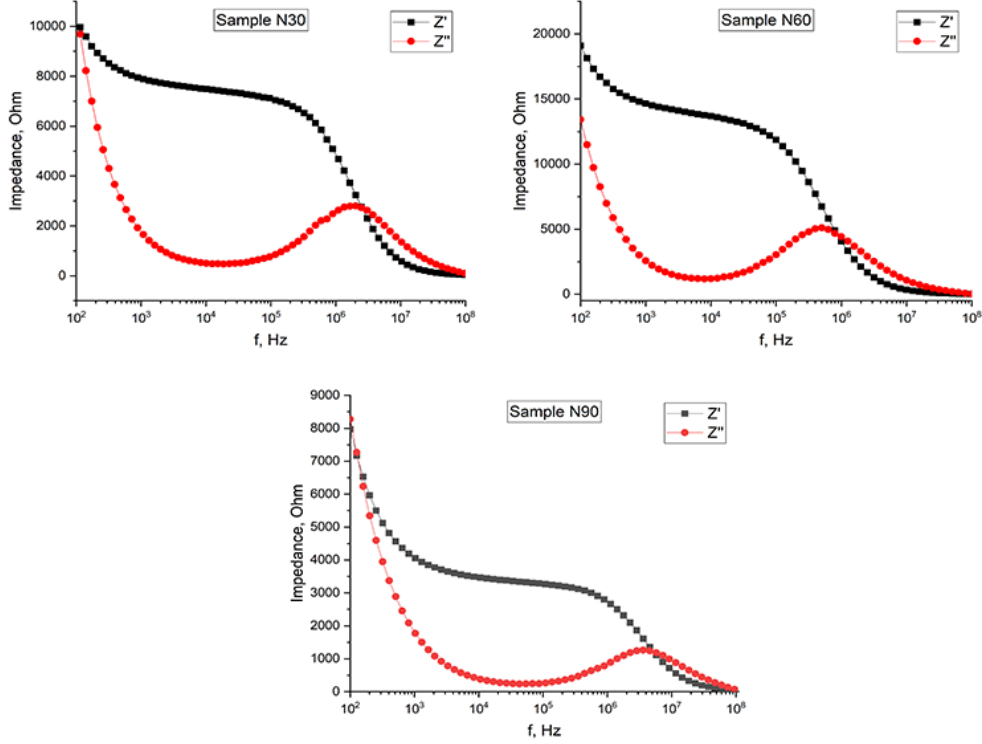 Sample N30
Z'
Z''
10000
8000
6000
4000
2000
0
Impedance, Ohm
10² 10³ 10⁴ 10⁵ 10⁶ 10⁷ 10⁸
f, Hz
Sample N60
Z'
Z''
20000
15000
10000
5000
0
Impedance, Ohm
10² 10³ 10⁴ 10⁵ 10⁶ 10⁷ 10⁸
f, Hz
Sample N90
Z'
Z''
9000
8000
7000
6000
5000
4000
3000
2000
1000
0
Impedance, Ohm
10² 10³ 10⁴ 10⁵ 10⁶ 10⁷ 10⁸
f, Hz